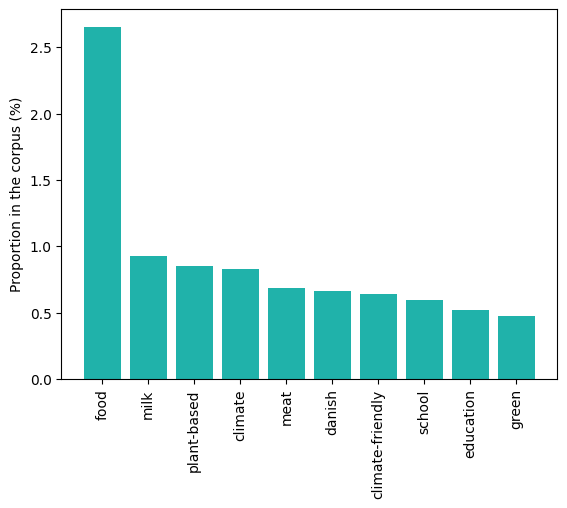 Proportion in the corpus (%)
2.5
2.0
1.5
1.0
0.5
0.0
food
milk
plant-based
climate
meat
danish
climate-friendly
school
education
green